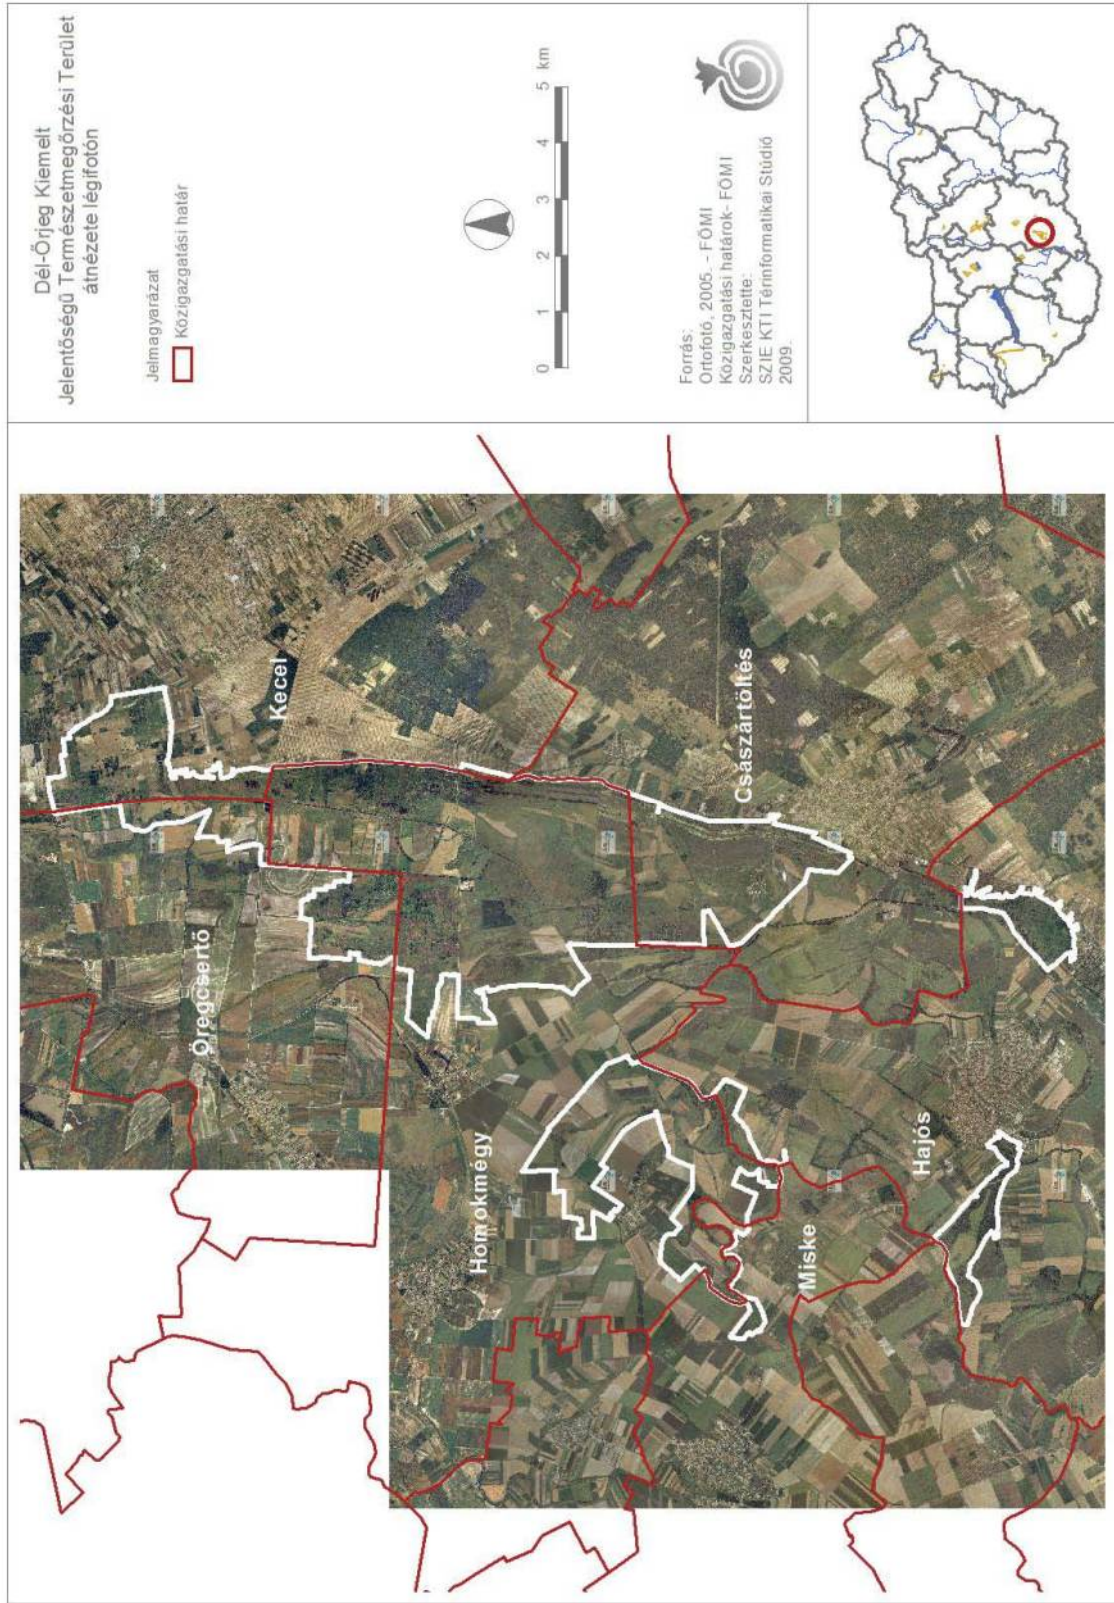 Dél-Őrjeg Kiemelt
Jelentőségű Természetmegőrzési Terület
átnézete légifotón
Jelmagyarázat
Közigazgatási határ
0 1 2 3 4 5 km
Forrás:
Ortofotó, 2005. - FÖMI
Közigazgatási határok- FÖMI
Szerkesztette:
SZIE KTI Térinformatikai Stúdió
2009.
Kecel
Öregcsertő
Császártöltés
Homokmégy
Hajós
Miske